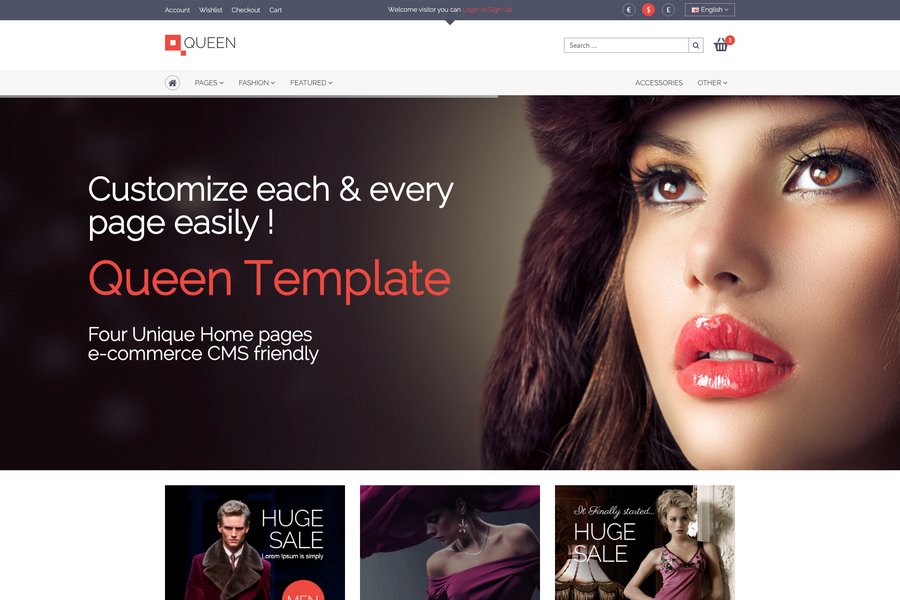 Account Wishlist Checkout Cart
Welcome visitor you can Login or Sign Up
€ $ £
English
QUEEN
Search ...
3
PAGES FASHION FEATURED
ACCESSORIES OTHER
Customize each & every
page easily !
Queen Template
Four Unique Home pages
e-commerce CMS friendly
HUGE
SALE
Lorem Ipsum is simply
MEN
It Finally started...
HUGE
SALE